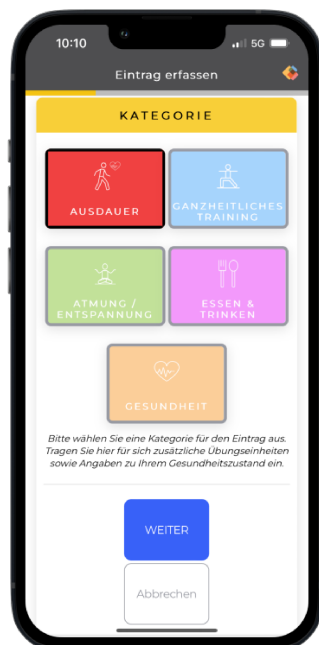 10:10
5G
Eintrag erfassen
KATEGORIE
AUSDAUER
GANZHEITLICHES
TRAINING
ATMUNG /
ENTSPANNUNG
ESSEN &
TRINKEN
GESUNDHEIT
Bitte wählen Sie eine Kategorie für den Eintrag aus.
Tragen Sie hier für sich zusätzliche Übungseinheiten
sowie Angaben zu Ihrem Gesundheitszustand ein.
WEITER
Abbrechen